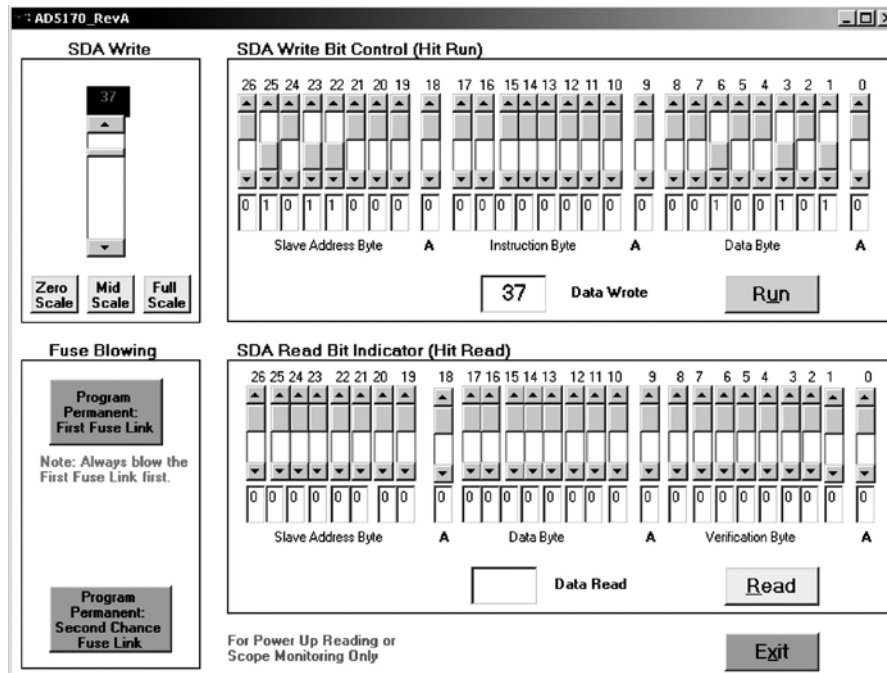 AD5170_RevA
SDA Write
37
Zero Scale
Mid Scale
Full Scale
SDA Write Bit Control (Hit Run)
26 25 24 23 22 21 20 19 18 17 16 15 14 13 12 11 10 9 8 7 6 5 4 3 2 1 0
0 1 0 1 1 0 0 0 0 0 0 0 0 0 0 0 0 0 0 0 1 0 0 1 0 1 0
Slave Address Byte A Instruction Byte A Data Byte A
37 Data Wrote Run
Fuse Blowing
Program
Permanent:
First Fuse Link
Note: Always blow the
First Fuse Link first.
Program
Permanent:
Second Chance
Fuse Link
SDA Read Bit Indicator (Hit Read)
26 25 24 23 22 21 20 19 18 17 16 15 14 13 12 11 10 9 8 7 6 5 4 3 2 1 0
0 0 0 0 0 0 0 0 0 0 0 0 0 0 0 0 0 0 0 0 0 0 0 0 0 0 0
Slave Address Byte A Data Byte A Verification Byte A
Data Read Read
For Power Up Reading or
Scope Monitoring Only
Exit